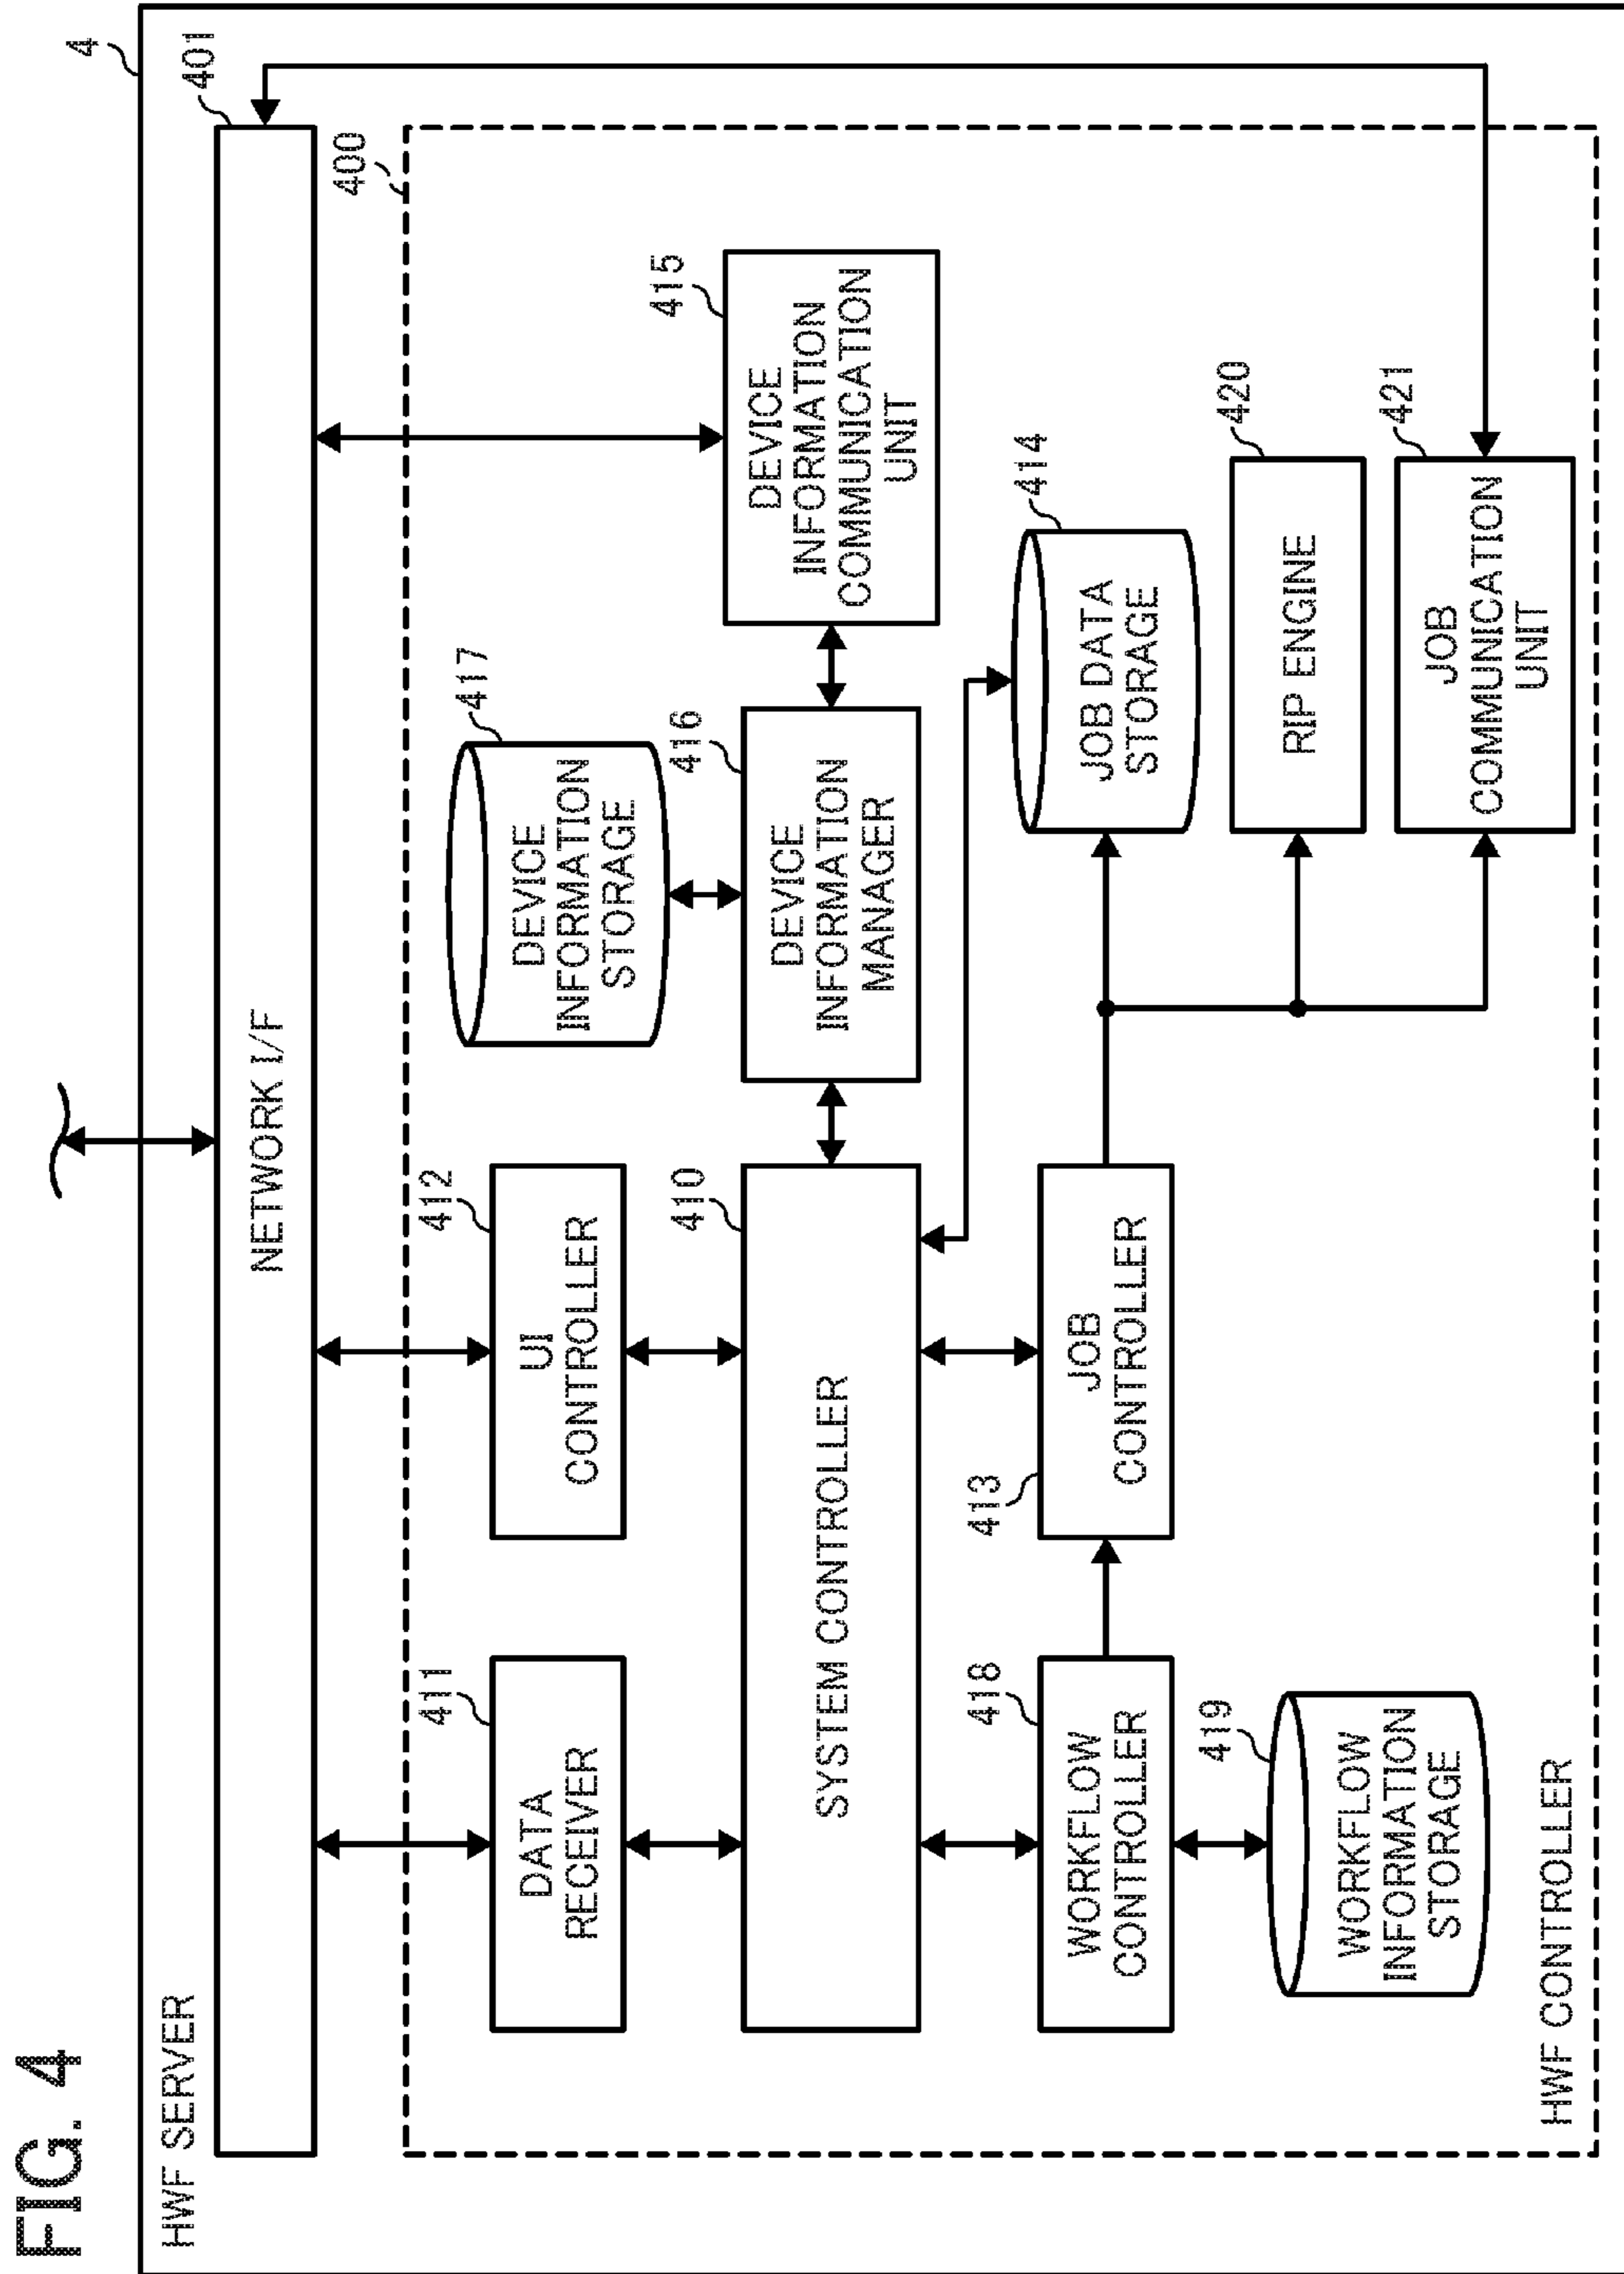 FIG. 4
4
HWF SERVER
401
NETWORK I/F
400
411
DATA
RECEIVER
412
UI
CONTROLLER
417
DEVICE
INFORMATION
STORAGE
415
DEVICE
INFORMATION
COMMUNICATION
UNIT
410
SYSTEM CONTROLLER
416
DEVICE
INFORMATION
MANAGER
418
WORKFLOW
CONTROLLER
413
JOB
CONTROLLER
414
JOB DATA
STORAGE
419
WORKFLOW
INFORMATION
STORAGE
420
RIP ENGINE
421
JOB
COMMUNICATION
UNIT
HWF CONTROLLER